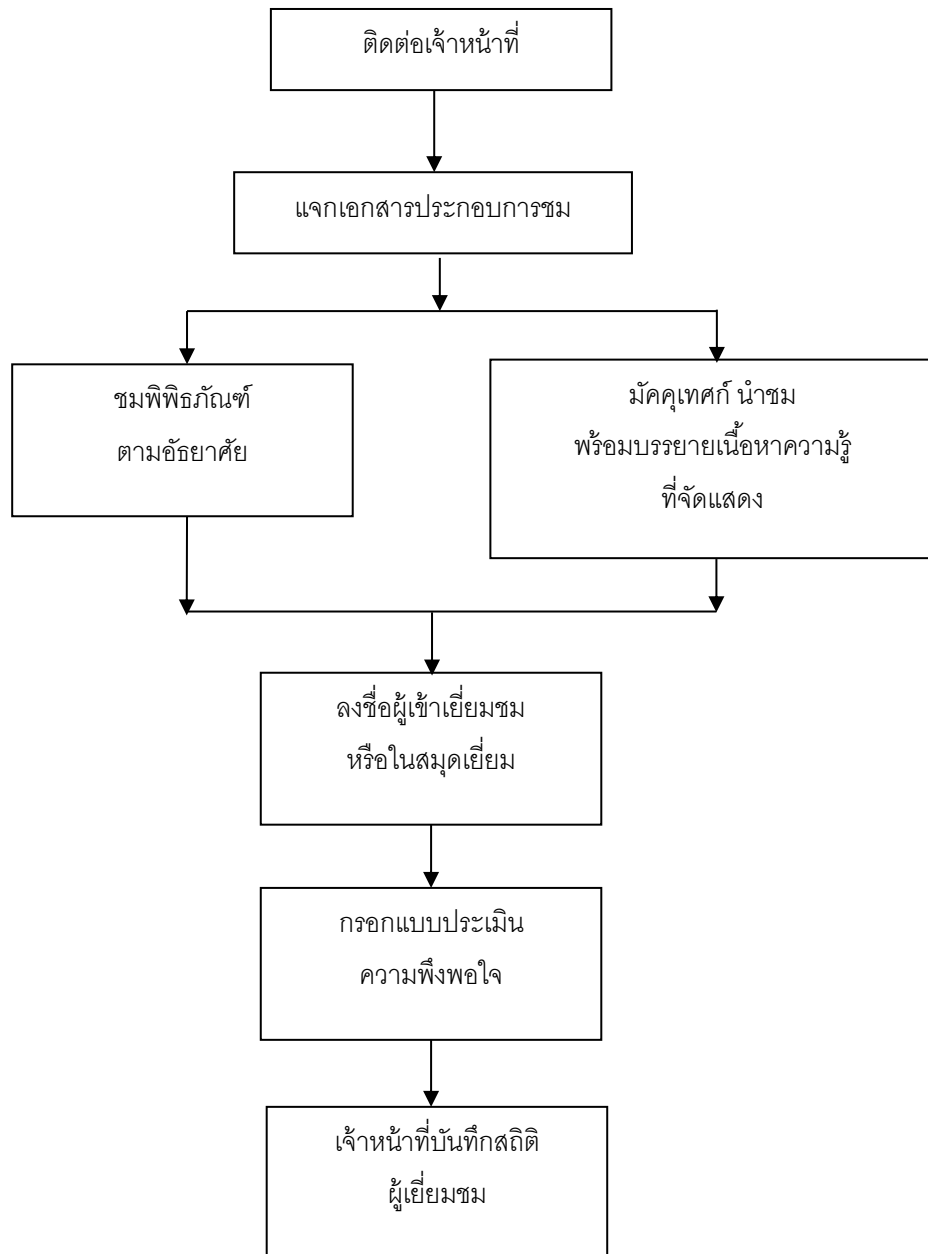 ติดต่อเจ้าหน้าที่
แจกเอกสารประกอบการชม
ชมพิพิธภัณฑ์
ตามอัธยาศัย
มัคคุเทศก์ นำชม
พร้อมบรรยายเนื้อหาความรู้
ที่จัดแสดง
ลงชื่อผู้เข้าเยี่ยมชม
หรือในสมุดเยี่ยม
กรอกแบบประเมิน
ความพึงพอใจ
เจ้าหน้าที่บันทึกสถิติ
ผู้เยี่ยมชม